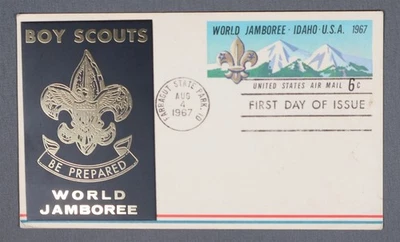 BOY SCOUTS
BE PREPARED
WORLD
JAMBOREE
FARRAGUT STATE PARK, ID
AUG
4
1967
WORLD JAMBOREE · IDAHO · U.S.A. 1967
UNITED STATES AIR MAIL 6c
FIRST DAY OF ISSUE